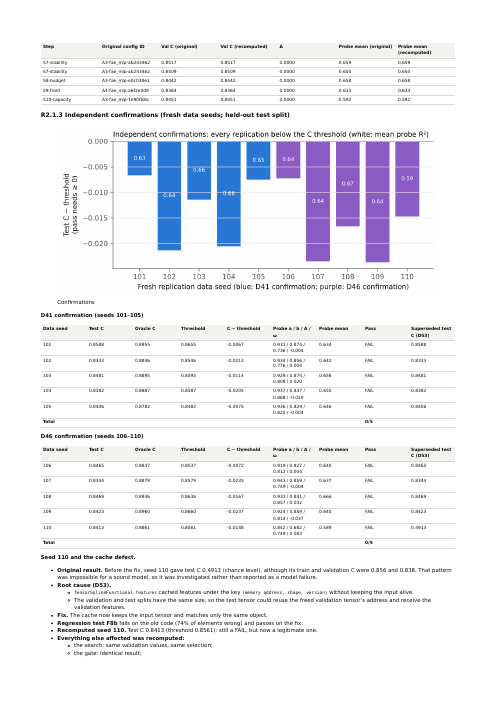 Step Original config ID Val C (original) Val C (recomputed) Δ Probe mean (original) Probe mean (recomputed)
S7-stability A3-fae_mlp-ab243462 0.8517 0.8517 0.0000 0.659 0.659
S7-stability A3-fae_mlp-ab243462 0.8509 0.8509 0.0000 0.650 0.650
S8-budget A3-fae_mlp-e0c038e1 0.8442 0.8442 0.0000 0.659 0.659
S9-front A4-fae_mlp-a6f2e0d9 0.8364 0.8364 0.0000 0.633 0.633
S10-capacity A3-fae_mlp-1e90fb8a 0.8451 0.8451 0.0000 0.592 0.592
R2.1.3 Independent confirmations (fresh data seeds; held-out test split)
Independent confirmations: every replication below the C threshold (white: mean probe R²)
Test C − threshold
(pass needs ≥ 0)
0.000
−0.005
−0.010
−0.015
−0.020
0.63 0.64 0.66 0.66 0.65 0.64 0.64 0.67 0.64 0.59
101 102 103 104 105 106 107 108 109 110
Fresh replication data seed (blue: D41 confirmation; purple: D46 confirmation)
Confirmations
D41 confirmation (seeds 101–105)
Data seed Test C Oracle C Threshold C − threshold Probe a / b / A / ω Probe mean Pass Superseded test C (D53)
101 0.8588 0.8955 0.8655 -0.0067 0.931 / 0.874 / 0.736 / -0.004 0.634 FAIL 0.8588
102 0.8333 0.8846 0.8546 -0.0213 0.934 / 0.856 / 0.776 / 0.004 0.642 FAIL 0.8333
103 0.8481 0.8895 0.8595 -0.0114 0.929 / 0.874 / 0.809 / 0.020 0.658 FAIL 0.8481
104 0.8382 0.8887 0.8587 -0.0205 0.937 / 0.837 / 0.868 / -0.020 0.655 FAIL 0.8382
105 0.8406 0.8782 0.8482 -0.0075 0.936 / 0.829 / 0.825 / -0.004 0.646 FAIL 0.8406
Total 0/5
D46 confirmation (seeds 106–110)
Data seed Test C Oracle C Threshold C − threshold Probe a / b / A / ω Probe mean Pass Superseded test C (D53)
106 0.8465 0.8837 0.8537 -0.0072 0.919 / 0.827 / 0.812 / 0.004 0.640 FAIL 0.8465
107 0.8344 0.8879 0.8579 -0.0235 0.943 / 0.859 / 0.749 / -0.004 0.637 FAIL 0.8344
108 0.8469 0.8936 0.8636 -0.0167 0.933 / 0.841 / 0.857 / 0.032 0.666 FAIL 0.8469
109 0.8423 0.8960 0.8660 -0.0237 0.924 / 0.859 / 0.814 / -0.037 0.640 FAIL 0.8423
110 0.8413 0.8861 0.8561 -0.0148 0.842 / 0.682 / 0.749 / 0.083 0.589 FAIL 0.4913
Total 0/5
Seed 110 and the cache defect.
• Original result. Before the fix, seed 110 gave test C 0.4913 (chance level), although its train and validation C were 0.856 and 0.838. That pattern
was impossible for a sound model, so it was investigated rather than reported as a model failure.
• Root cause (D53).
◦ TensorSplineFunctional.features cached features under the key (memory address, shape, version) without keeping the input alive.
◦ The validation and test splits have the same size, so the test tensor could reuse the freed validation tensor's address and receive the
validation features.
• Fix. The cache now keeps the input tensor and matches only the same object.
• Regression test F8b fails on the old code (74% of elements wrong) and passes on the fix.
• Recomputed seed 110. Test C 0.8413 (threshold 0.8561): still a FAIL, but now a legitimate one.
• Everything else affected was recomputed:
◦ the search: same validation values, same selection;
◦ the gate: identical result;